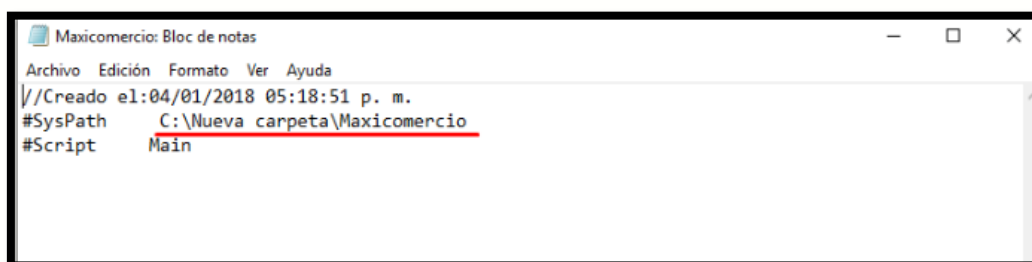 Maxicomercio: Bloc de notas
Archivo Edición Formato Ver Ayuda
//Creado el:04/01/2018 05:18:51 p. m.
#SysPath C:\Nueva carpeta\Maxicomercio
#Script Main